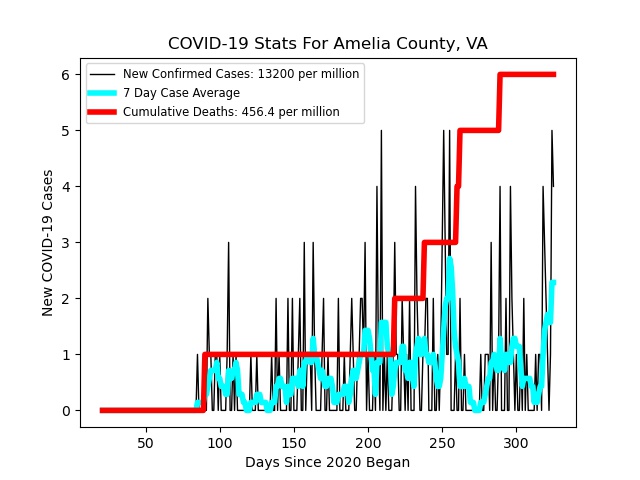 COVID-19 Stats For Amelia County, VA
New Confirmed Cases: 13200 per million
7 Day Case Average
Cumulative Deaths: 456.4 per million
New COVID-19 Cases
6
5
4
3
2
1
0
50 100 150 200 250 300
Days Since 2020 Began